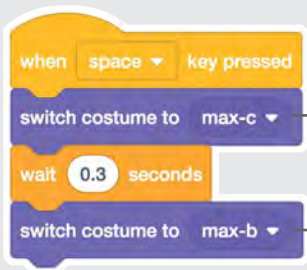 when space key pressed
switch costume to max-c
wait 0.3 seconds
switch costume to max-b